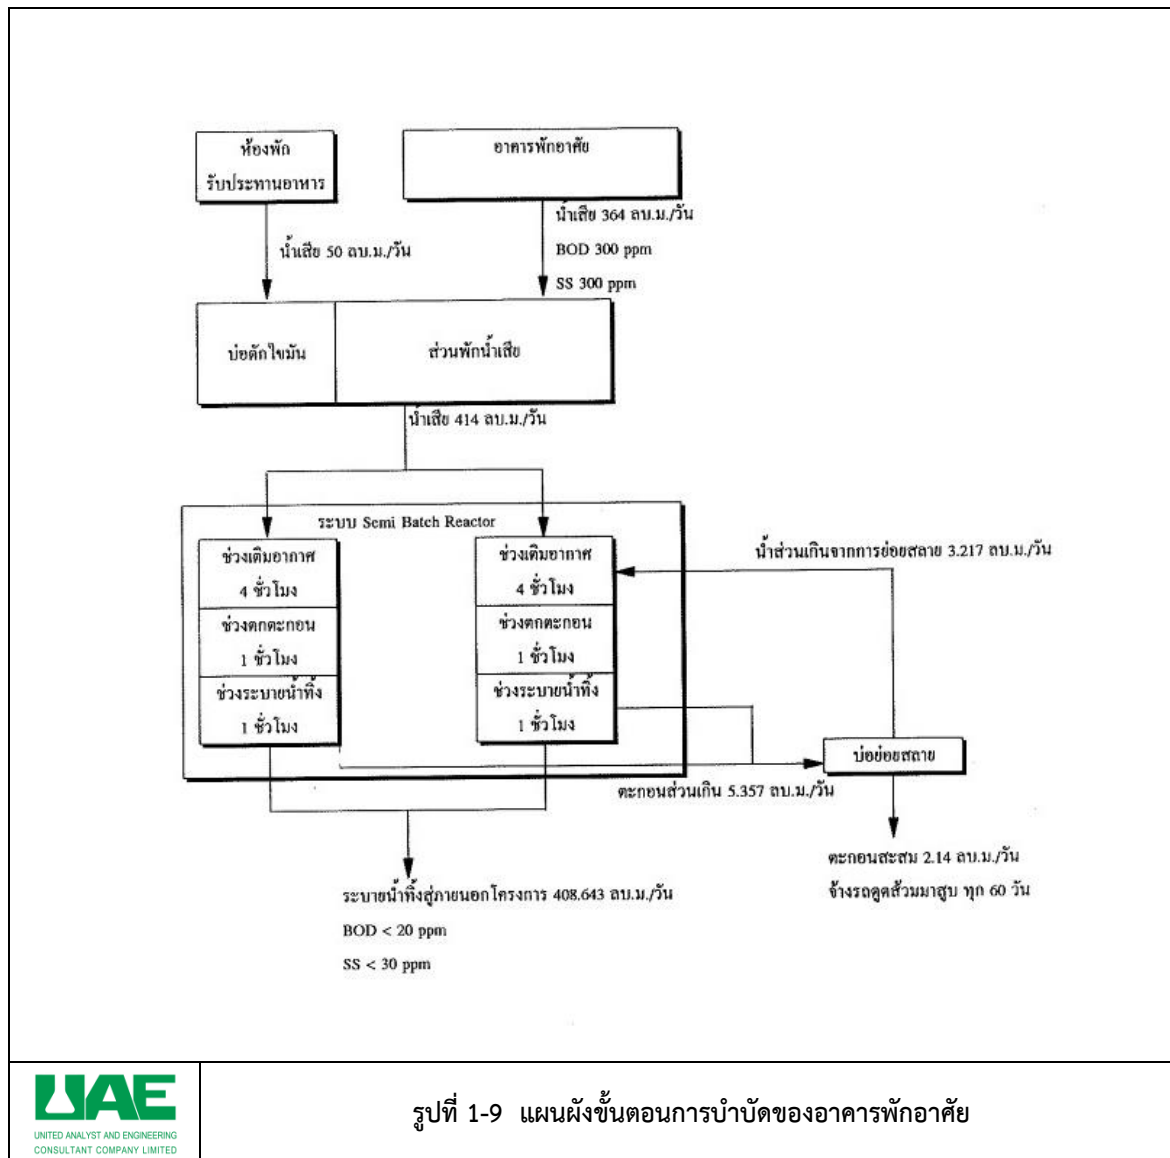 ห้องพัก
รับประทานอาหาร
อาคารพักอาศัย
น้ำเสีย 50 ลบ.ม./วัน
น้ำเสีย 364 ลบ.ม./วัน
BOD 300 ppm
SS 300 ppm
บ่อดักไขมัน
ส่วนพักน้ำเสีย
น้ำเสีย 414 ลบ.ม./วัน
ระบบ Semi Batch Reactor
ช่วงเติมอากาศ
4 ชั่วโมง
ช่วงตกตะกอน
1 ชั่วโมง
ช่วงระบายน้ำทิ้ง
1 ชั่วโมง
ช่วงเติมอากาศ
4 ชั่วโมง
ช่วงตกตะกอน
1 ชั่วโมง
ช่วงระบายน้ำทิ้ง
1 ชั่วโมง
น้ำส่วนเกินจากการย่อยสลาย 3.217 ลบ.ม./วัน
บ่อย่อยสลาย
ตะกอนส่วนเกิน 5.357 ลบ.ม./วัน
ตะกอนสะสม 2.14 ลบ.ม./วัน
จ้างรถดูดส้วมมาสูบ ทุก 60 วัน
ระบายน้ำทิ้งสู่ภายนอกโครงการ 408.643 ลบ.ม./วัน
BOD < 20 ppm
SS < 30 ppm
UAE
UNITED ANALYST AND ENGINEERING
CONSULTANT COMPANY LIMITED
รูปที่ 1-9 แผนผังขั้นตอนการบำบัดของอาคารพักอาศัย